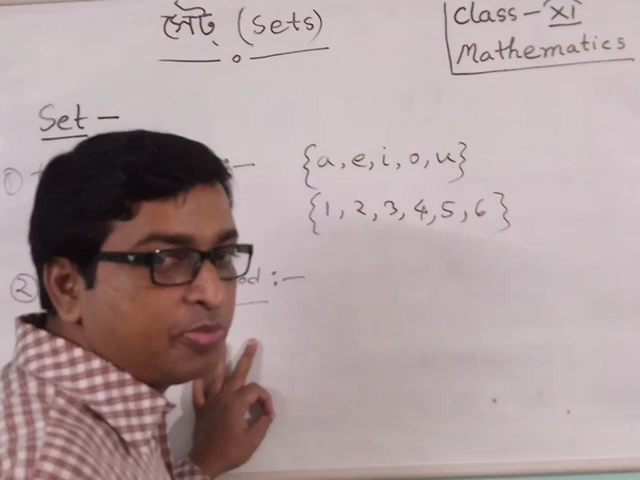 সেট্ (Sets)
Class - XI
Mathematics
Set -
① :- {a, e, i, o, u}
{1, 2, 3, 4, 5, 6}
② :-